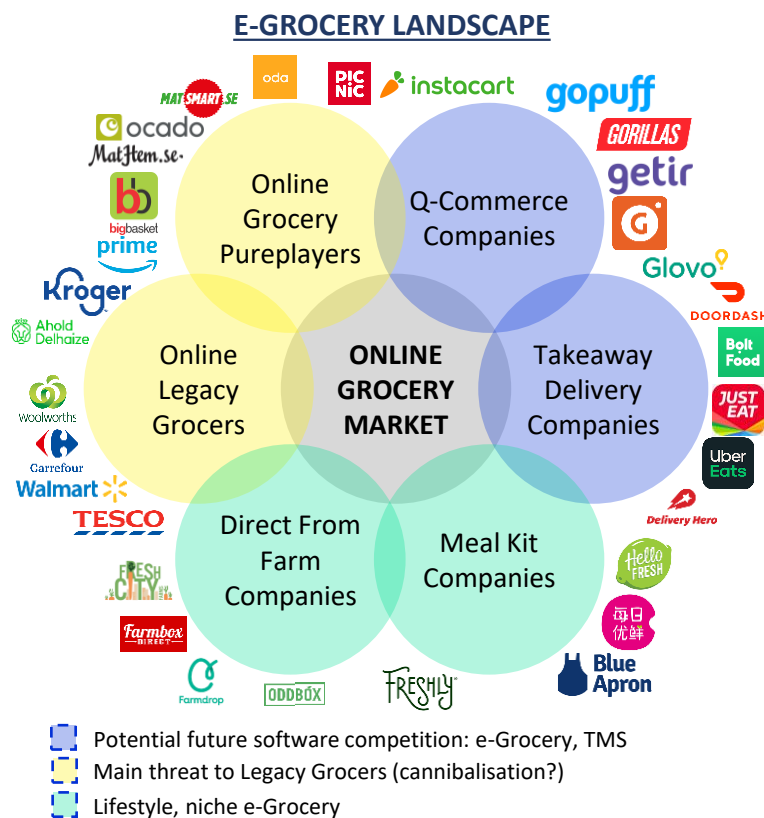 E-GROCERY LANDSCAPE
oda
PIC
NiC
instacart
MATSMART.SE
gopuff
ocado
GORILLAS
MatHem.se
Online
Grocery
Pureplayers
Q-Commerce
Companies
getir
bb
bigbasket
G
prime
Glovo
Kroger
DOORDASH
Ahold
Delhaize
Online
Legacy
Grocers
ONLINE
GROCERY
MARKET
Takeaway
Delivery
Companies
Bolt
Food
Woolworths
JUST
EAT
Carrefour
Uber
Eats
Walmart
TESCO
Delivery Hero
Direct From
Farm
Companies
Meal Kit
Companies
Hello
FRESH
FRESH
CITY
FARMS
每日
优鲜
Farmbox
DIRECT
Blue
Apron
Farmdrop
ODDBOX
FRESHLY
Potential future software competition: e-Grocery, TMS
Main threat to Legacy Grocers (cannibalisation?)
Lifestyle, niche e-Grocery